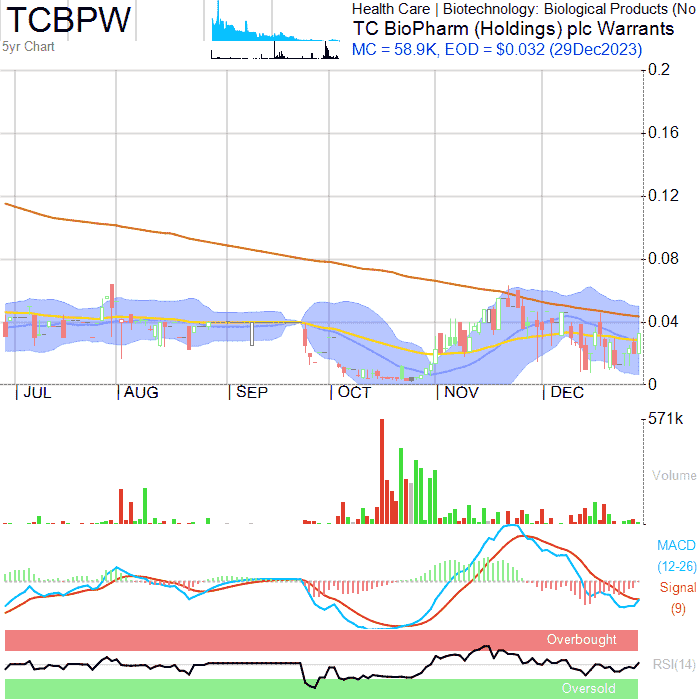 TCBPW
5yr Chart
Health Care | Biotechnology: Biological Products (No
TC BioPharm (Holdings) plc Warrants
MC = 58.9K, EOD = $0.032 (29Dec2023)
0.2
0.16
0.12
0.08
0.04
0
JUL AUG SEP OCT NOV DEC
571k
Volume
MACD
(12-26)
Signal
(9)
Overbought
RSI(14)
Oversold